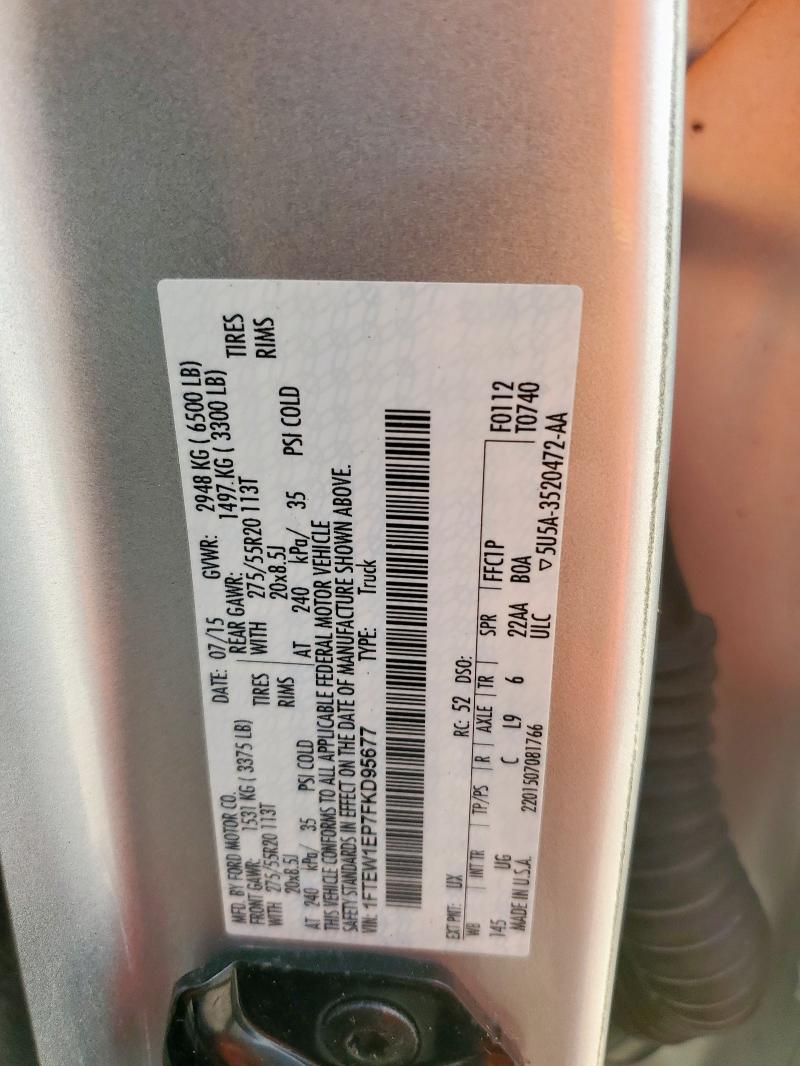 MFD. BY FORD MOTOR CO.
DATE: 07/15 GVWR: 2948 KG ( 6500 LB)
FRONT GAWR: 1531 KG ( 3375 LB) REAR GAWR: 1497 KG ( 3300 LB)
WITH 275/55R20 113T TIRES WITH 275/55R20 113T TIRES
20x8.5J RIMS 20x8.5J RIMS
AT 240 kPa/ 35 PSI COLD AT 240 kPa/ 35 PSI COLD
THIS VEHICLE CONFORMS TO ALL APPLICABLE FEDERAL MOTOR VEHICLE
SAFETY STANDARDS IN EFFECT ON THE DATE OF MANUFACTURE SHOWN ABOVE.
VIN: 1FTEW1EP7FKD95677 TYPE: Truck
EXT PNT: UX RC: 52 DSO:
WB INT TR TP/PS R AXLE TR SPR FFC1P F0112
145 UG C L9 6 22AA BOA T0740
ULC
MADE IN U.S.A. 2201507081766 ▽5U5A-3520472-AA